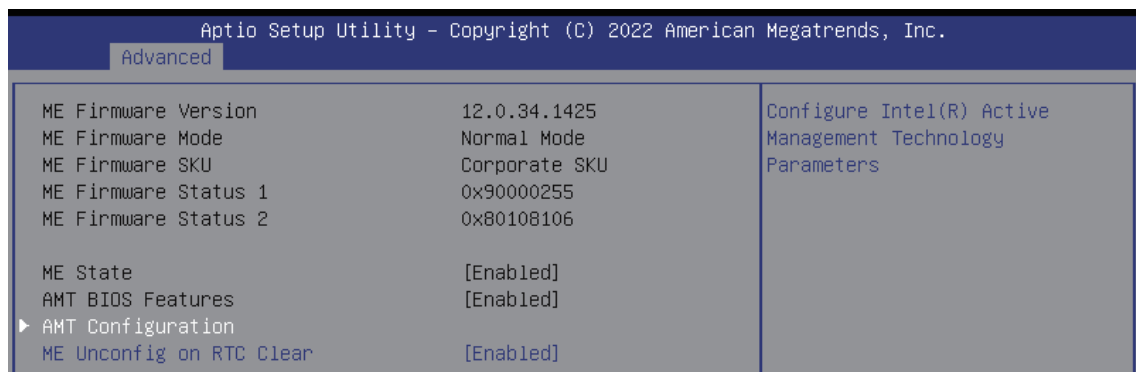 Aptio Setup Utility – Copyright (C) 2022 American Megatrends, Inc.
Advanced
ME Firmware Version 12.0.34.1425
ME Firmware Mode Normal Mode
ME Firmware SKU Corporate SKU
ME Firmware Status 1 0x90000255
ME Firmware Status 2 0x80108106
ME State [Enabled]
AMT BIOS Features [Enabled]
AMT Configuration
ME Unconfig on RTC Clear [Enabled]
Configure Intel(R) Active
Management Technology
Parameters